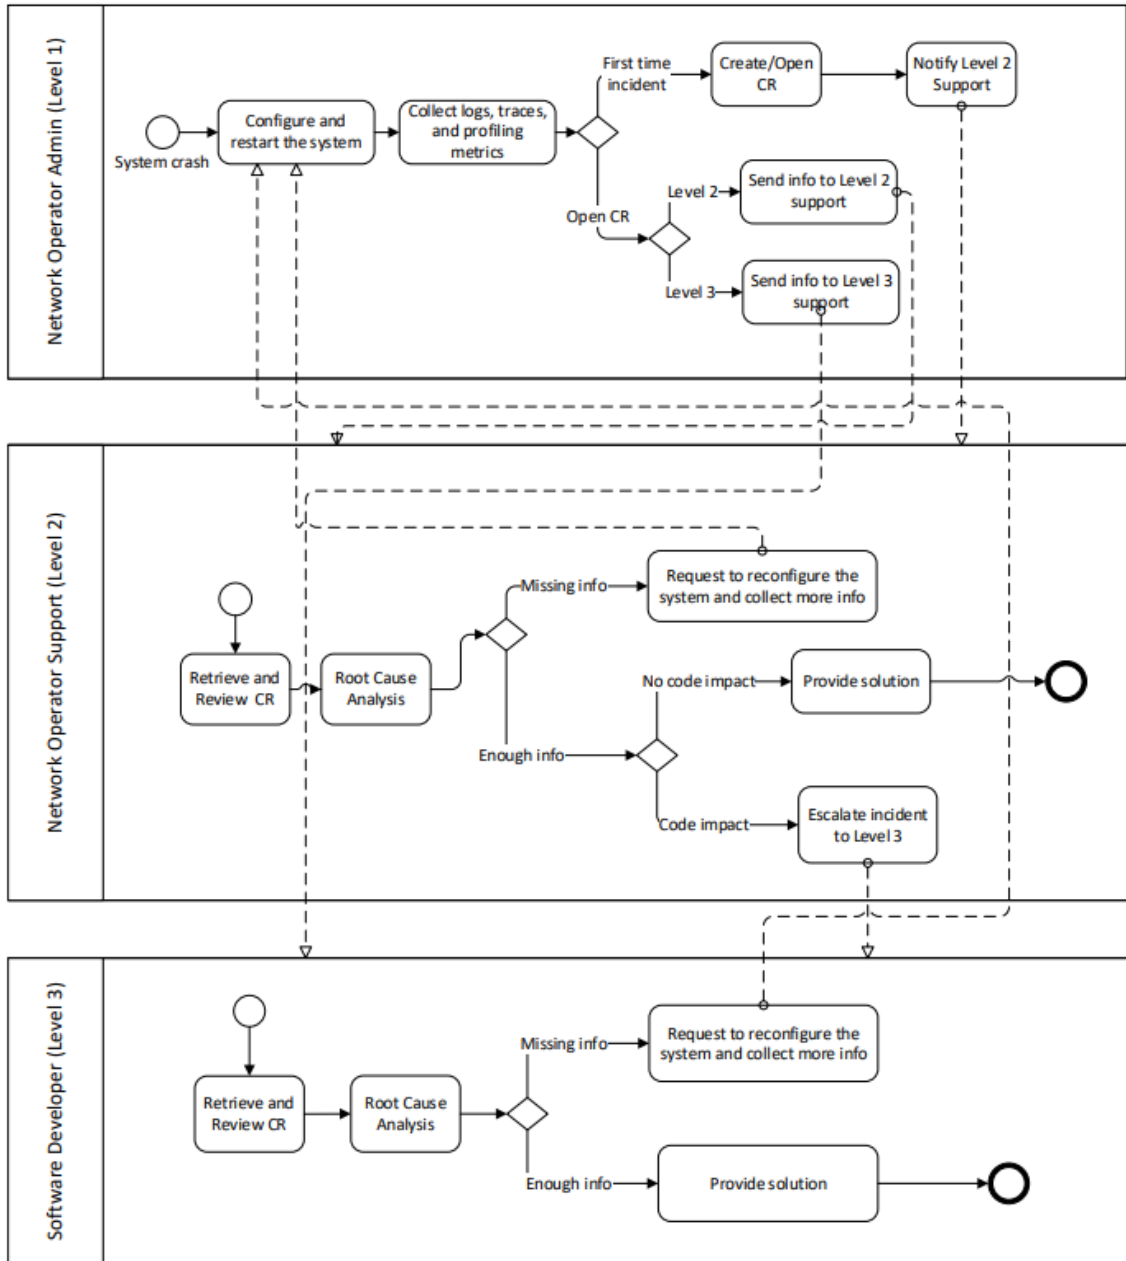 Network Operator Admin (Level 1)
System crash
Configure and
restart the system
Collect logs, traces,
and profiling
metrics
First time
incident
Create/Open
CR
Notify Level 2
Support
Open CR
Level 2
Send info to Level 2
support
Level 3
Send info to Level 3
support
Network Operator Support (Level 2)
Retrieve and
Review CR
Root Cause
Analysis
Missing info
Request to reconfigure the
system and collect more info
Enough info
No code impact
Provide solution
Code impact
Escalate incident
to Level 3
Software Developer (Level 3)
Retrieve and
Review CR
Root Cause
Analysis
Missing info
Request to reconfigure the
system and collect more info
Enough info
Provide solution